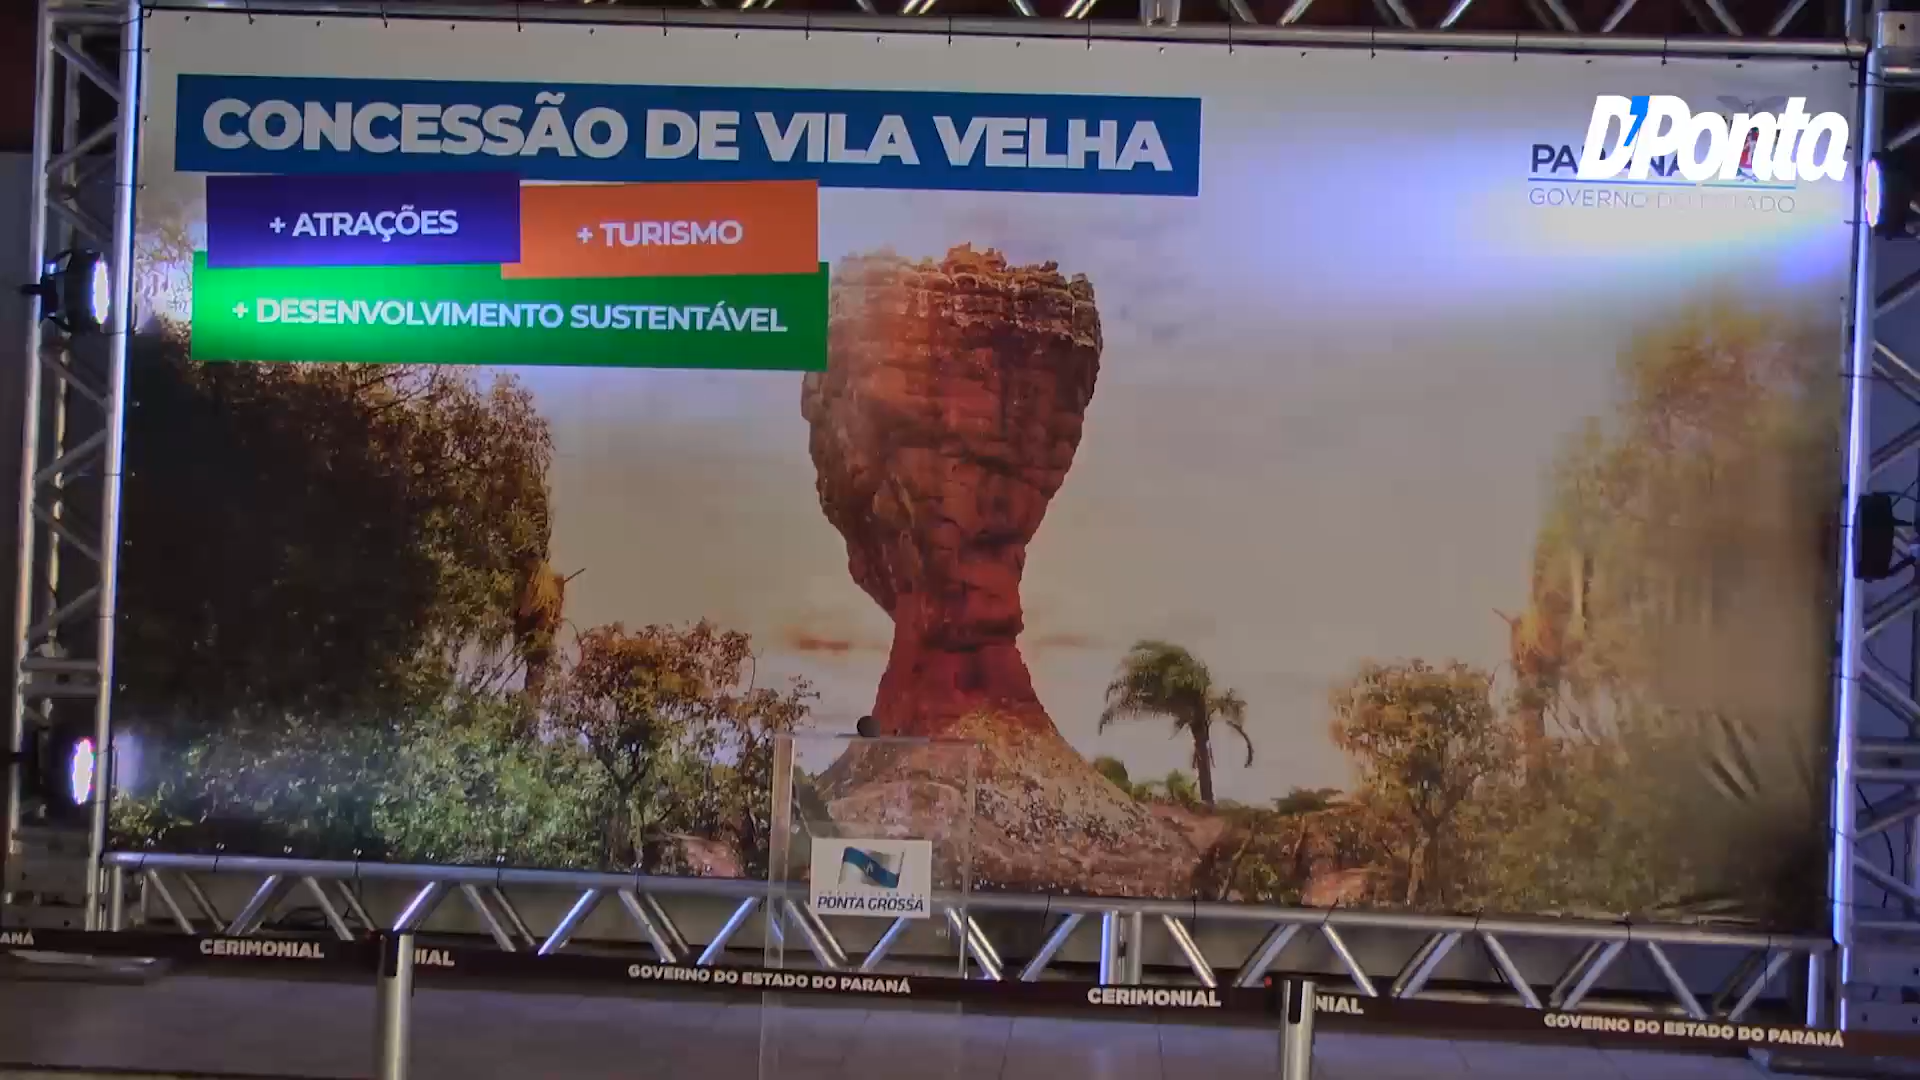 CONCESSÃO DE VILA VELHA
+ ATRAÇÕES
+ TURISMO
+ DESENVOLVIMENTO SUSTENTÁVEL
D'Ponta
GOVERNO DO ESTADO
PONTA GROSSA
CERIMONIAL
GOVERNO DO ESTADO DO PARANÁ
CERIMONIAL
GOVERNO DO ESTADO DO PARANÁ